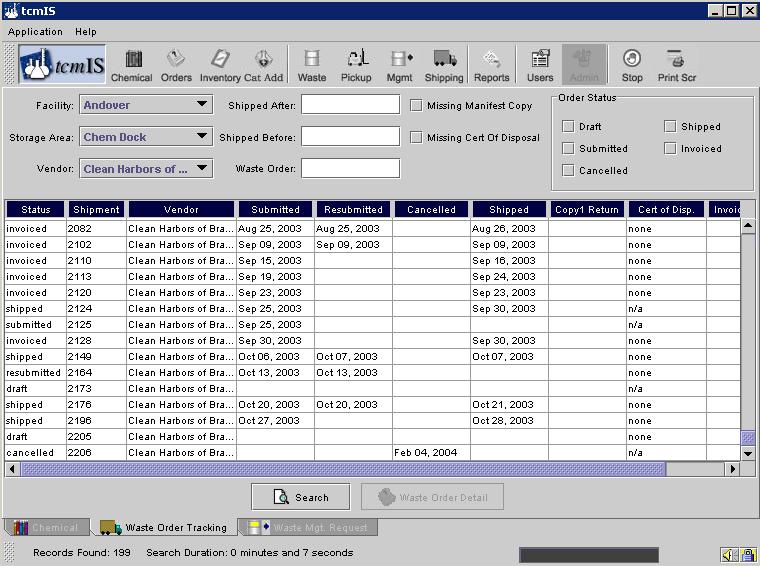 tcmIS
Application Help
tcmIS Chemical Orders Inventory Cat Add Waste Pickup Mgmt Shipping Reports Users Admin Stop Print Scr
Facility: Andover Shipped After: Missing Manifest Copy Order Status
Draft Shipped
Storage Area: Chem Dock Shipped Before: Missing Cert Of Disposal
Submitted Invoiced
Vendor: Clean Harbors of ... Waste Order:
Cancelled
Status Shipment Vendor Submitted Resubmitted Cancelled Shipped Copy1 Return Cert of Disp. Invoic
invoiced 2082 Clean Harbors of Bra... Aug 25, 2003 Aug 25, 2003 Aug 26, 2003 none
invoiced 2102 Clean Harbors of Bra... Sep 09, 2003 Sep 09, 2003 Sep 09, 2003 none
invoiced 2110 Clean Harbors of Bra... Sep 15, 2003 Sep 16, 2003 none
invoiced 2113 Clean Harbors of Bra... Sep 19, 2003 Sep 24, 2003 none
invoiced 2120 Clean Harbors of Bra... Sep 23, 2003 Sep 23, 2003 none
shipped 2124 Clean Harbors of Bra... Sep 25, 2003 Sep 30, 2003 n/a
submitted 2125 Clean Harbors of Bra... Sep 25, 2003 n/a
invoiced 2128 Clean Harbors of Bra... Sep 30, 2003 Sep 30, 2003 none
shipped 2149 Clean Harbors of Bra... Oct 06, 2003 Oct 07, 2003 Oct 07, 2003 none
resubmitted 2164 Clean Harbors of Bra... Oct 13, 2003 Oct 13, 2003 none
draft 2173 Clean Harbors of Bra... n/a
shipped 2176 Clean Harbors of Bra... Oct 20, 2003 Oct 20, 2003 Oct 21, 2003 none
shipped 2196 Clean Harbors of Bra... Oct 27, 2003 Oct 28, 2003 none
draft 2205 Clean Harbors of Bra... none
cancelled 2206 Clean Harbors of Bra... Feb 04, 2004 n/a
Search Waste Order Detail
Chemical Waste Order Tracking Waste Mgt. Request
Records Found: 199 Search Duration: 0 minutes and 7 seconds